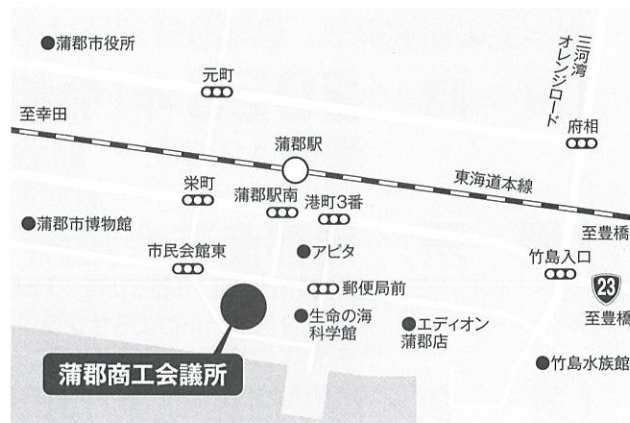 蒲郡市役所
元町
三河湾
オレンジロード
至幸田
府相
蒲郡駅
東海道本線
栄町
蒲郡駅南
港町3番
蒲郡市博物館
至豊橋
市民会館東
アピタ
竹島入口
郵便局前
23
生命の海
科学館
エディオン
蒲郡店
至豊橋
竹島水族館
蒲郡商工会議所